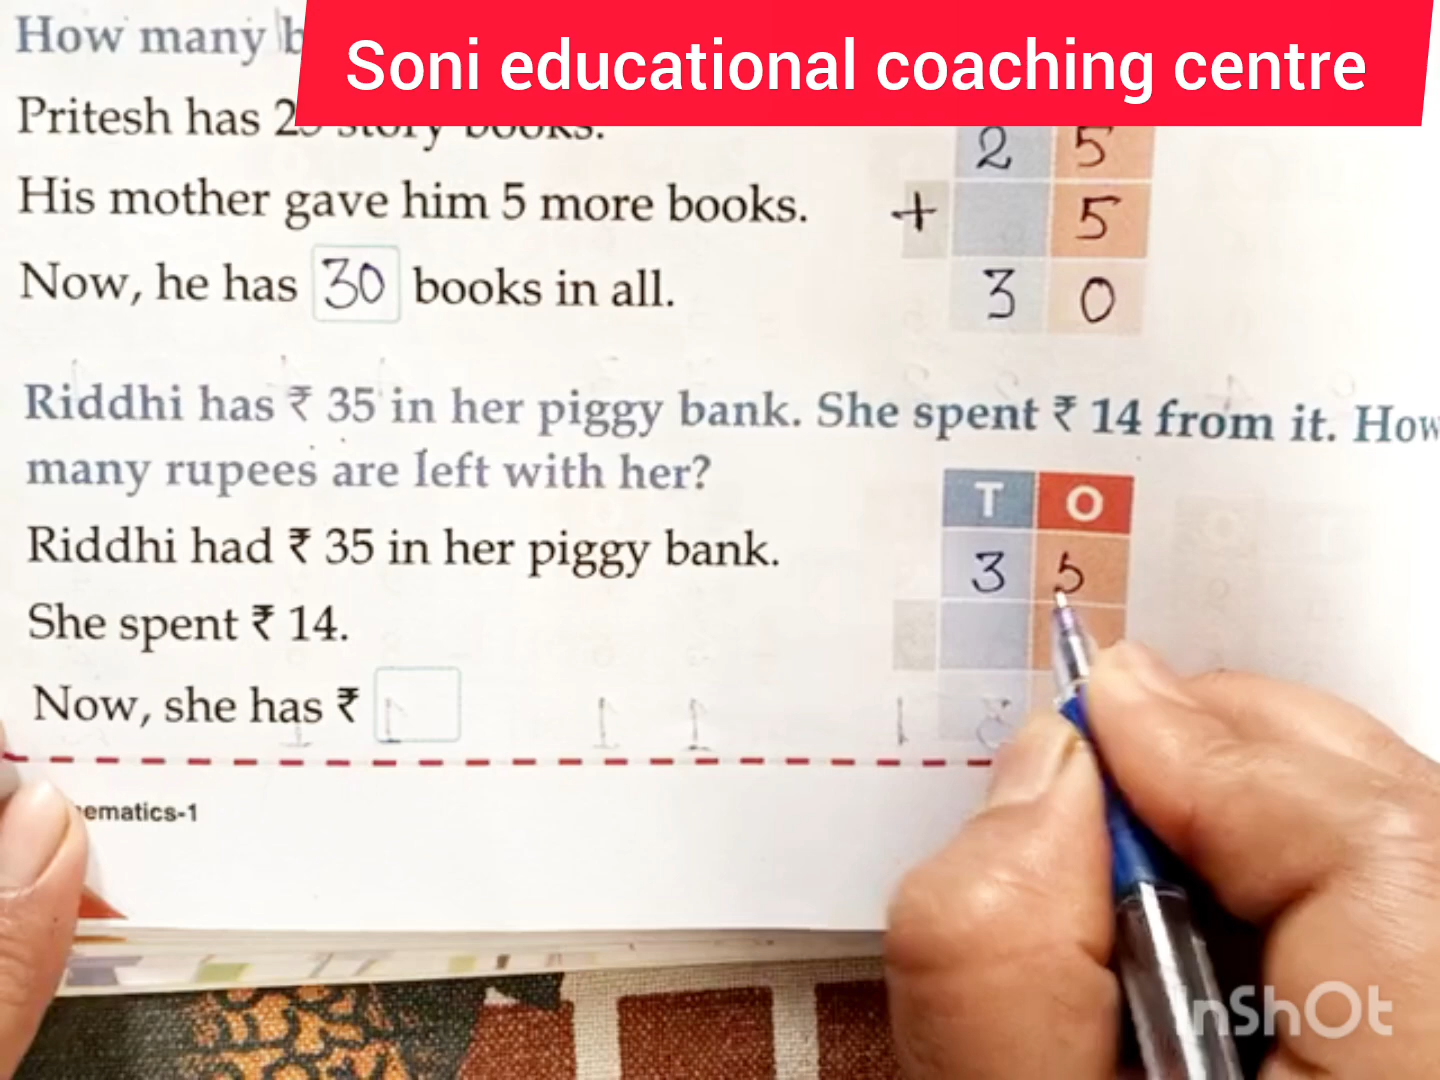 Soni educational coaching centre
How many
Pritesh has 25 story books.
2 5
His mother gave him 5 more books.
+ 5
Now, he has 30 books in all.
3 0
Riddhi has ₹ 35 in her piggy bank. She spent ₹ 14 from it. How
many rupees are left with her?
T O
Riddhi had ₹ 35 in her piggy bank.
3 5
She spent ₹ 14.
Now, she has ₹
ematics-1
InShOt